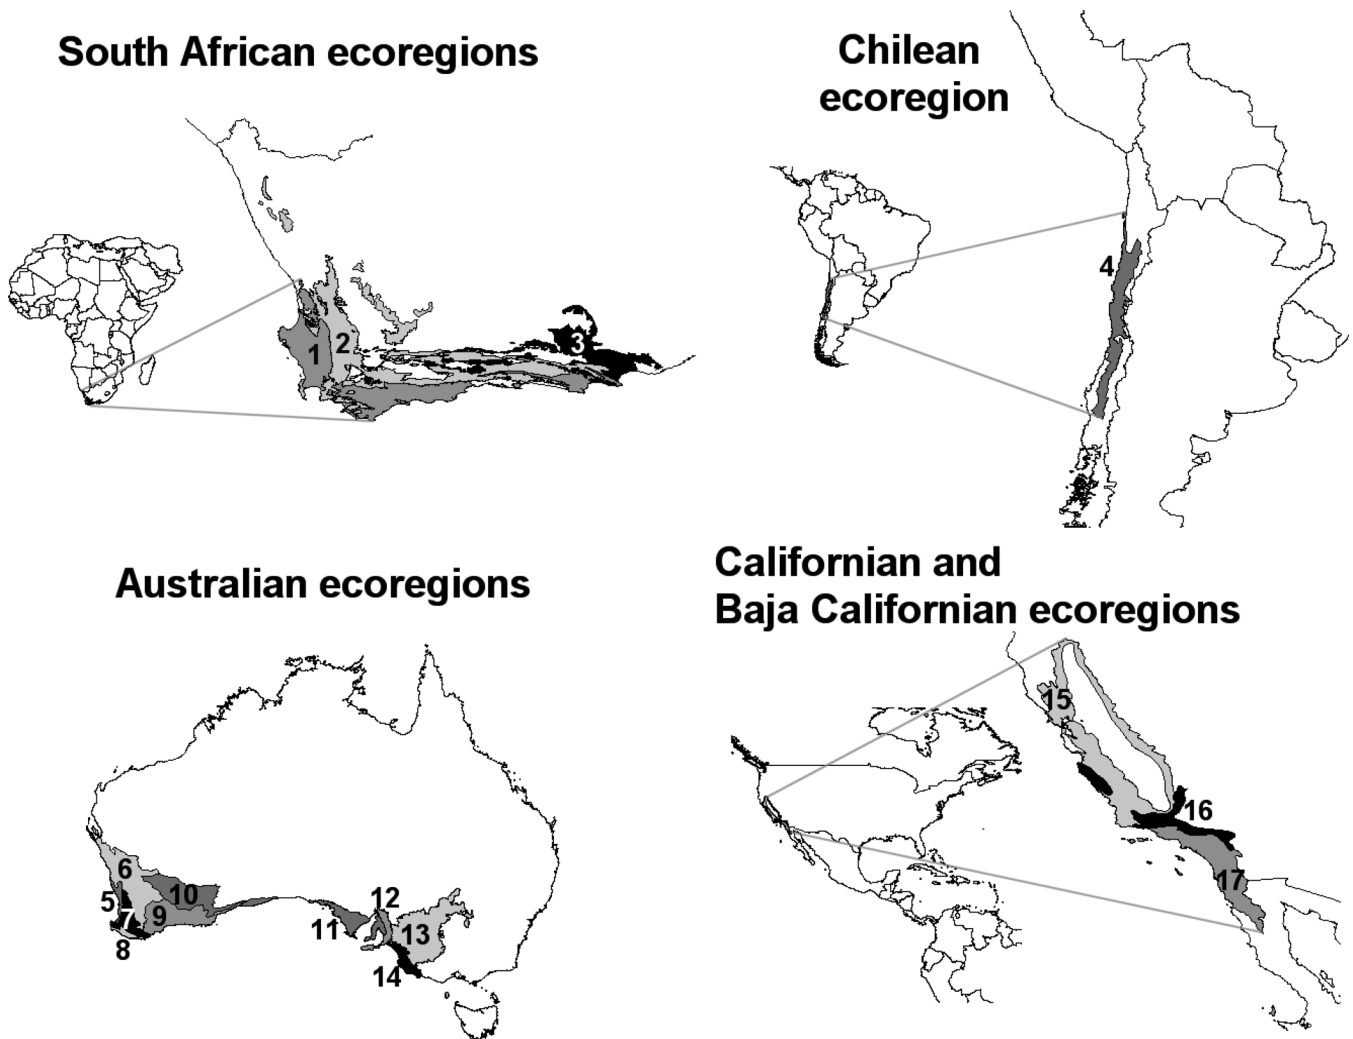 South African ecoregions
Chilean
ecoregion
1
2
3
4
Australian ecoregions
Californian and
Baja Californian ecoregions
5
6
7
8
9
10
11
12
13
14
15
16
17